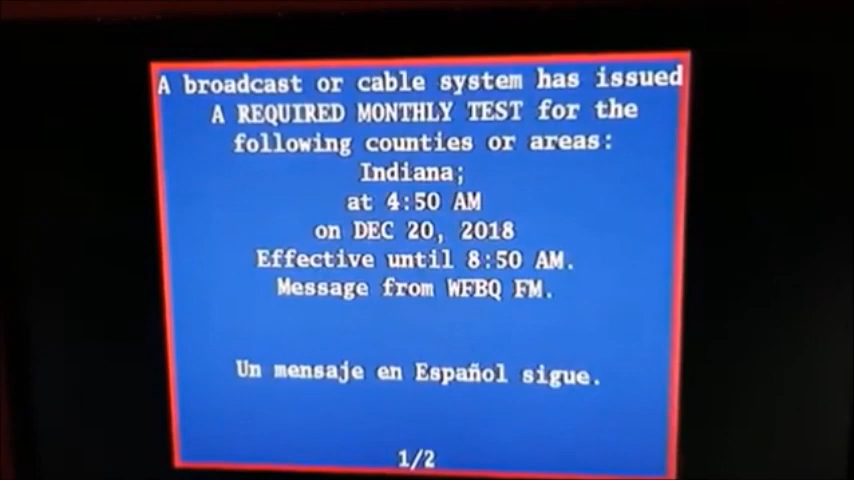 A broadcast or cable system has issued
A REQUIRED MONTHLY TEST for the
following counties or areas:
Indiana;
at 4:50 AM
on DEC 20, 2018
Effective until 8:50 AM.
Message from WFBQ FM.
Un mensaje en Español sigue.
1/2